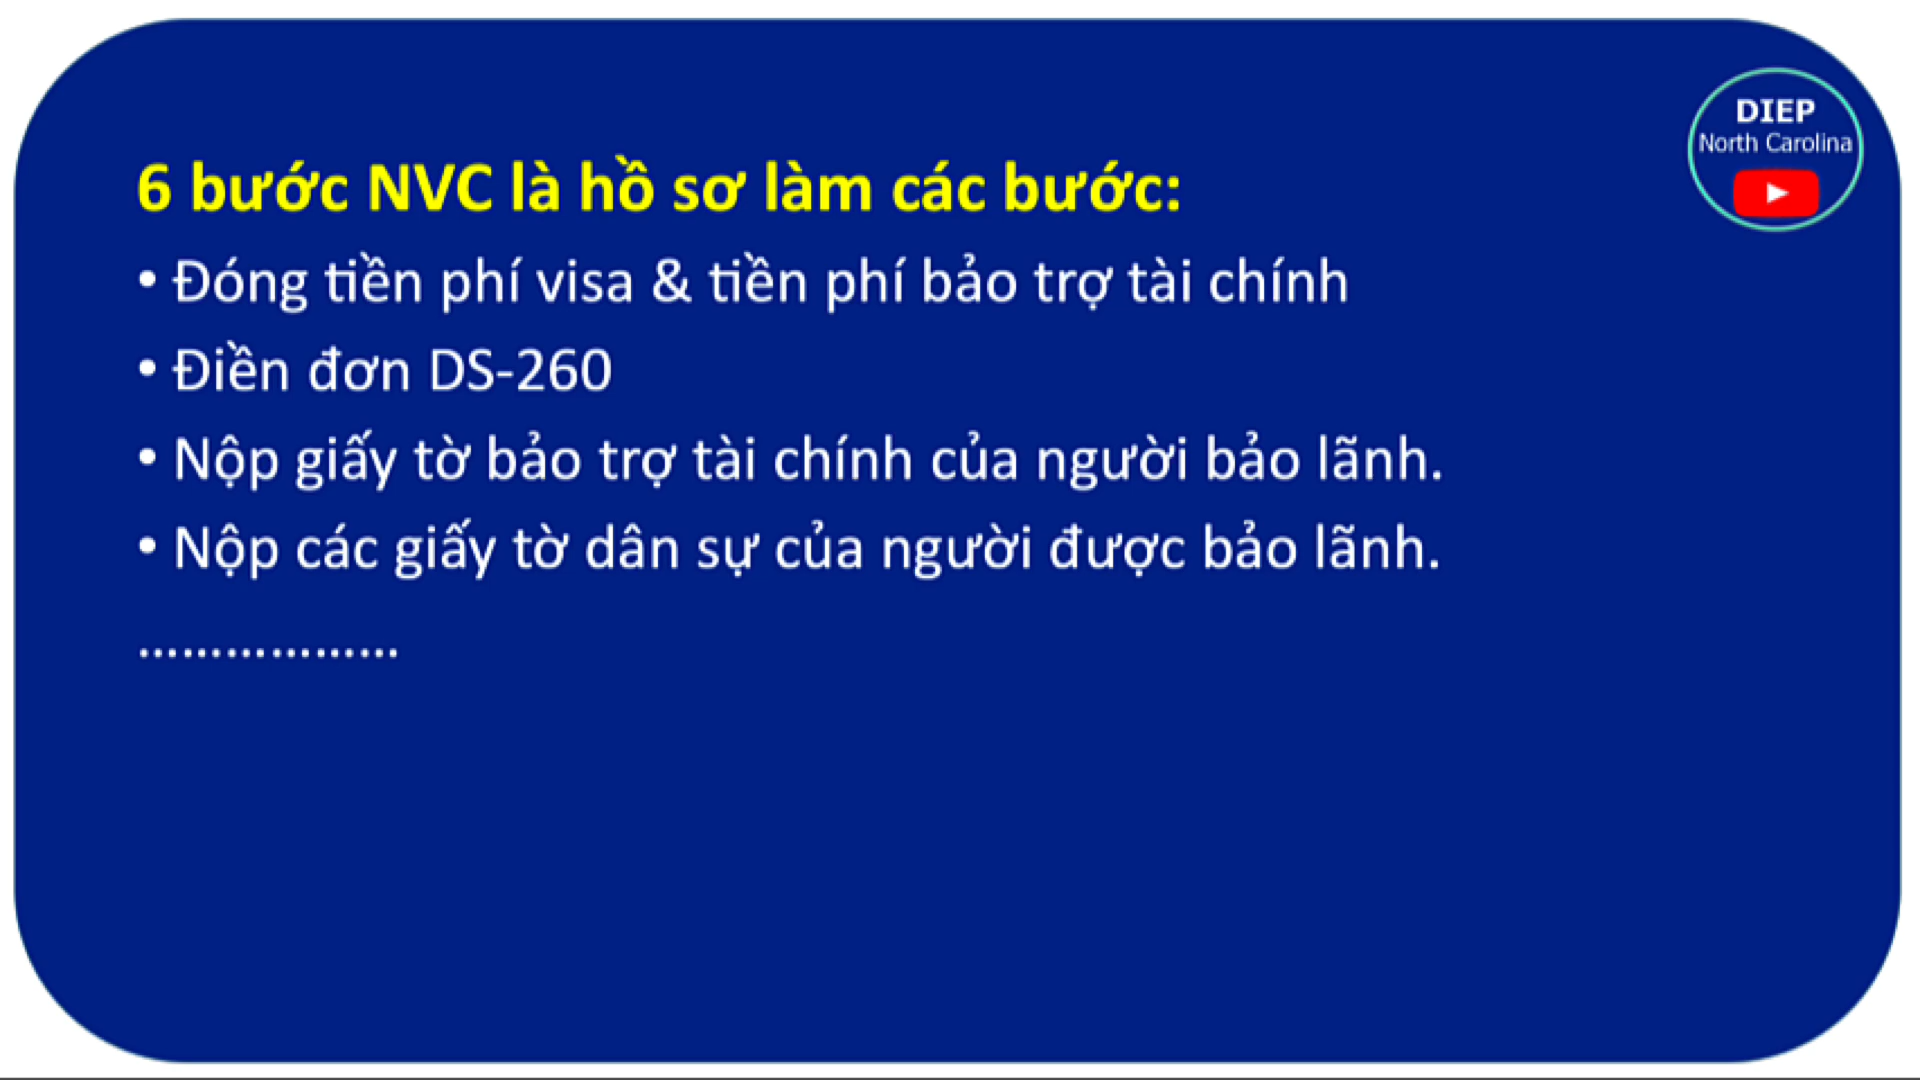 DIEP
North Carolina
6 bước NVC là hồ sơ làm các bước:
• Đóng tiền phí visa & tiền phí bảo trợ tài chính
• Điền đơn DS-260
• Nộp giấy tờ bảo trợ tài chính của người bảo lãnh.
• Nộp các giấy tờ dân sự của người được bảo lãnh.
………………